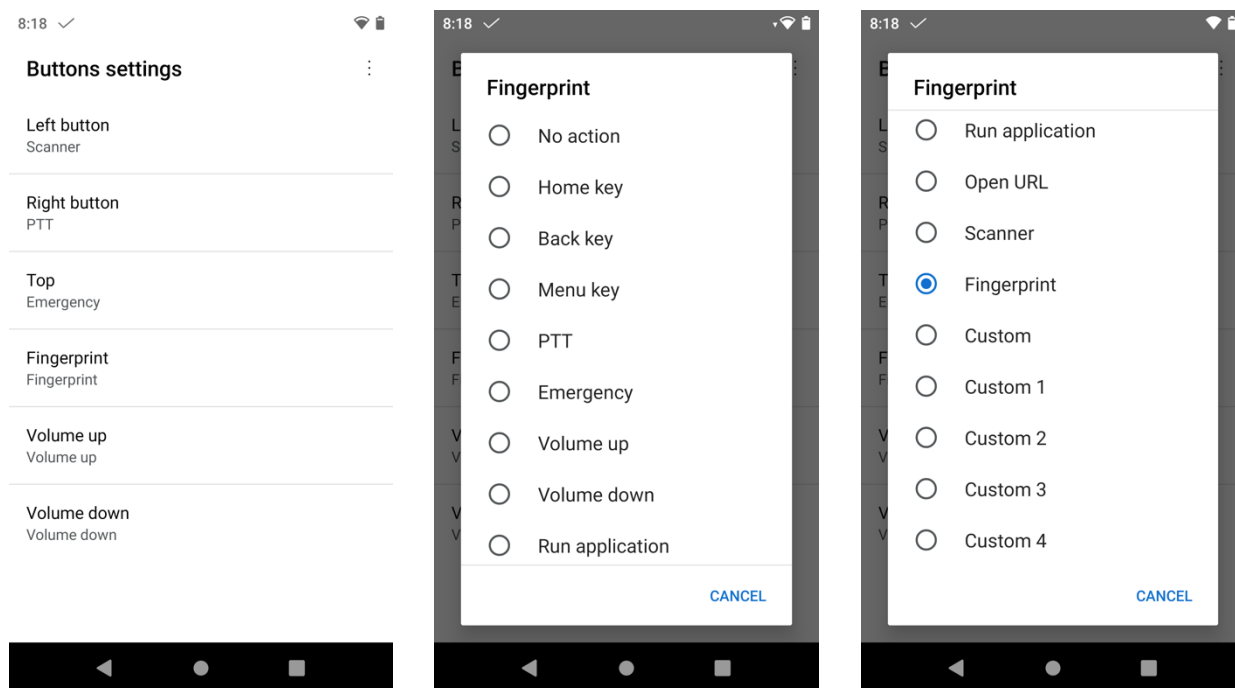 8:18
Buttons settings
Left button
Scanner
Right button
PTT
Top
Emergency
Fingerprint
Fingerprint
Volume up
Volume up
Volume down
Volume down
8:18
Fingerprint
No action
Home key
Back key
Menu key
PTT
Emergency
Volume up
Volume down
Run application
CANCEL
8:18
Fingerprint
Run application
Open URL
Scanner
Fingerprint
Custom
Custom 1
Custom 2
Custom 3
Custom 4
CANCEL